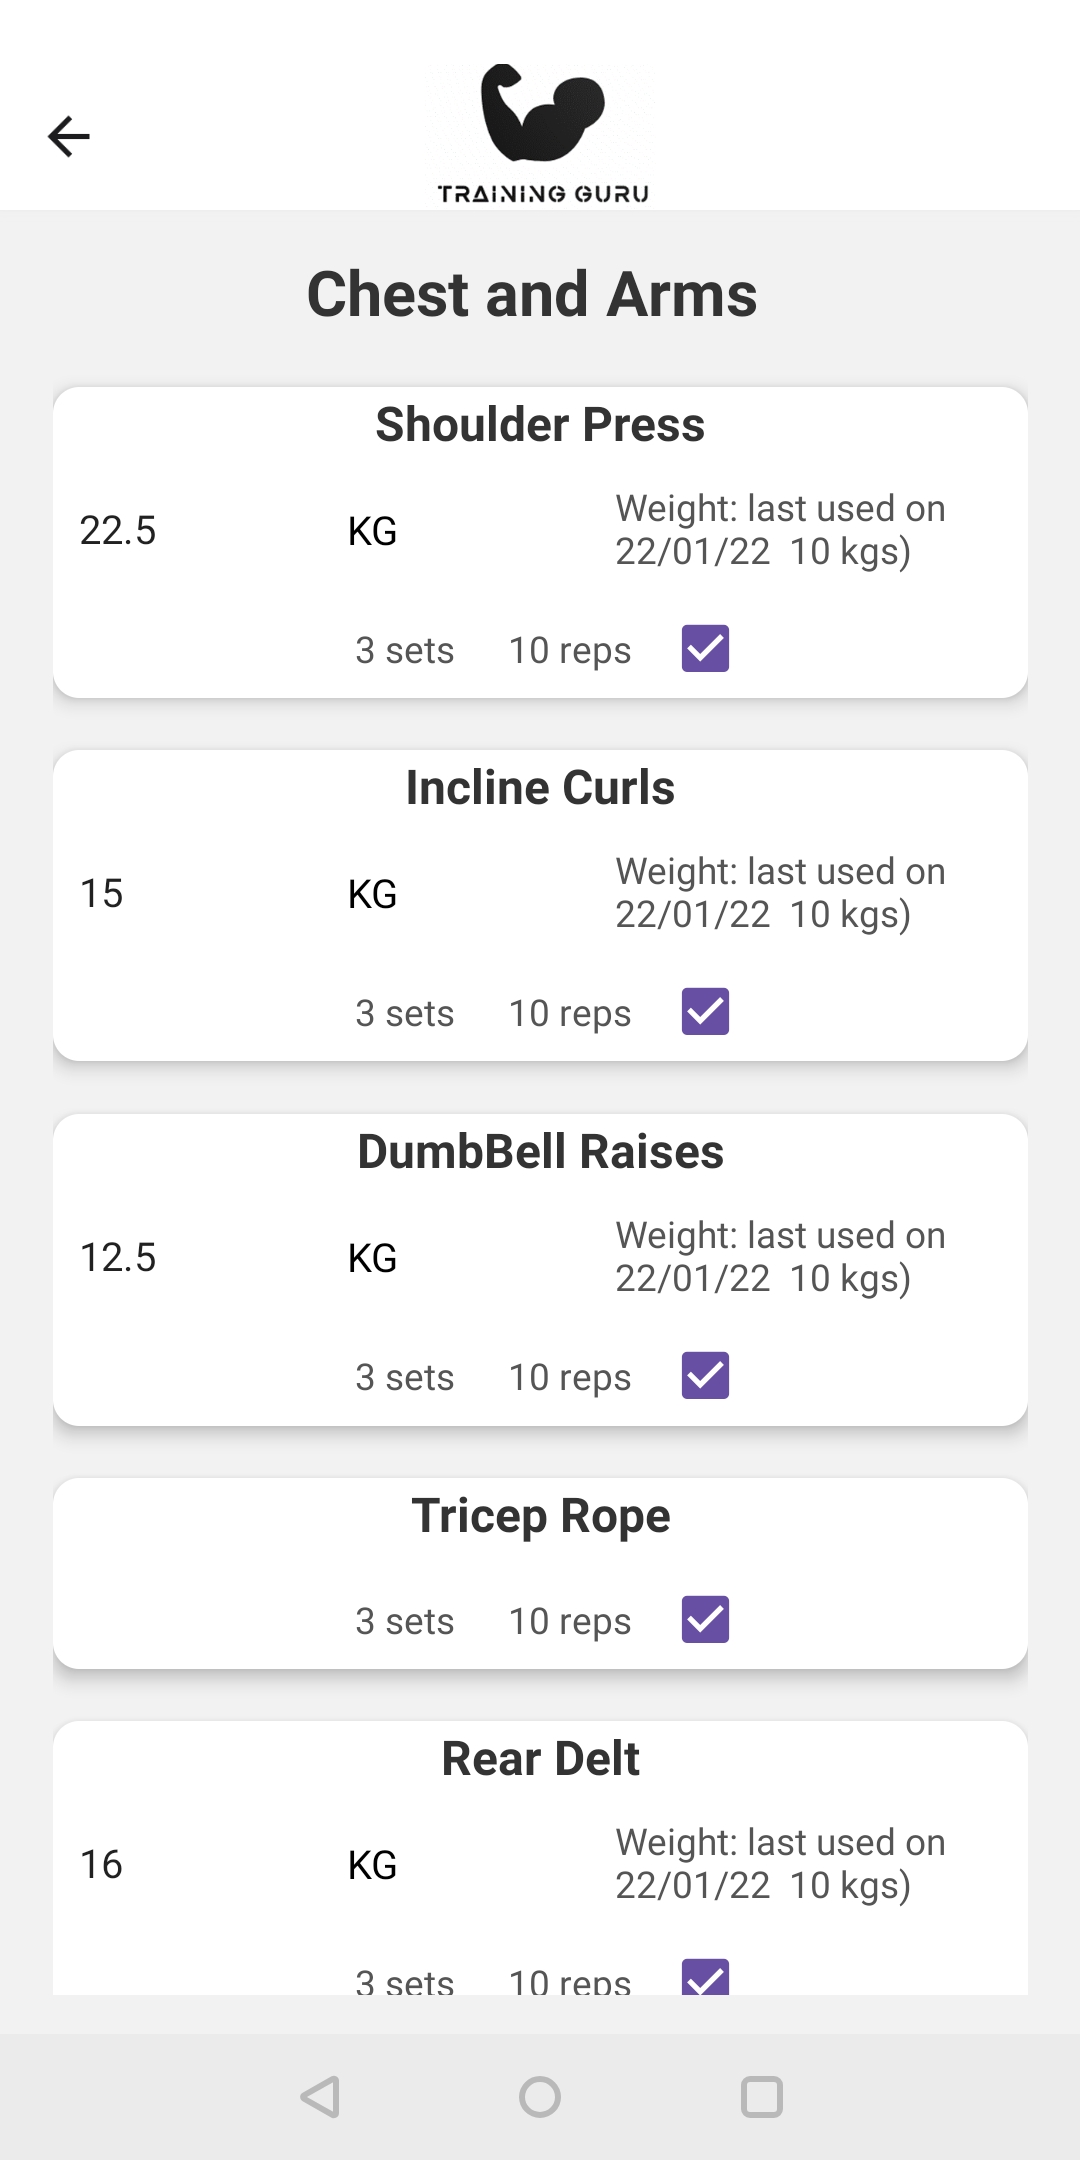 TRAINING GURU
Chest and Arms
Shoulder Press
22.5 KG Weight: last used on
22/01/22  10 kgs)
3 sets 10 reps
Incline Curls
15 KG Weight: last used on
22/01/22  10 kgs)
3 sets 10 reps
DumbBell Raises
12.5 KG Weight: last used on
22/01/22  10 kgs)
3 sets 10 reps
Tricep Rope
3 sets 10 reps
Rear Delt
16 KG Weight: last used on
22/01/22  10 kgs)
3 sets 10 reps